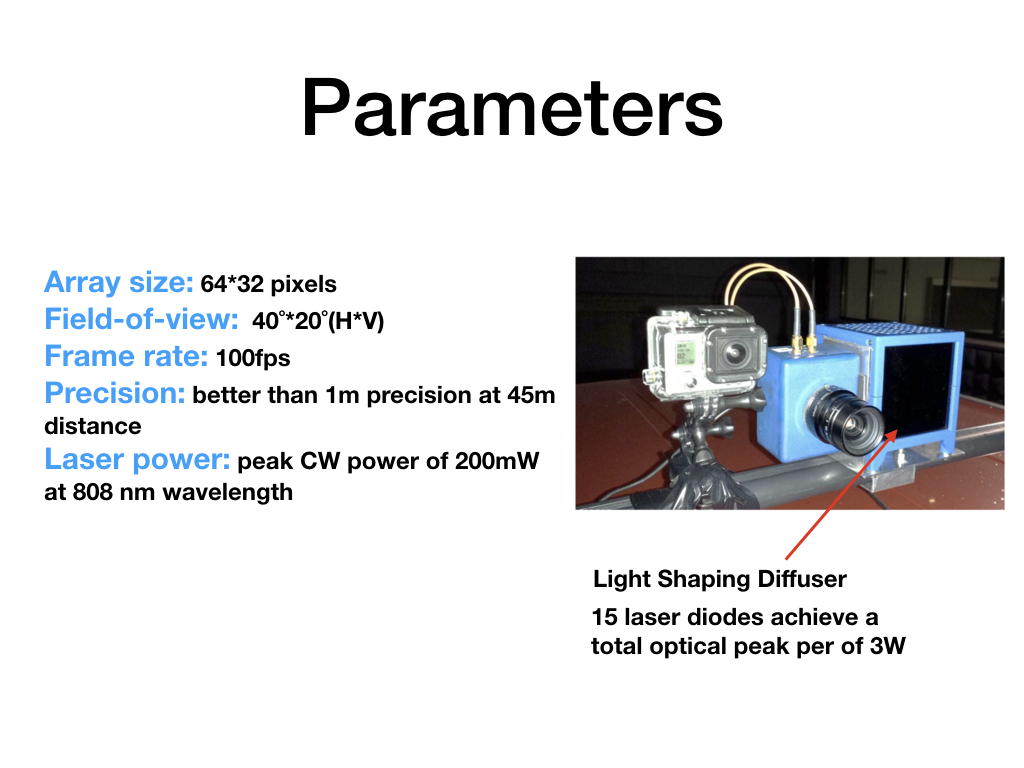 Parameters
Array size: 64*32 pixels
Field-of-view:  40°*20°(H*V)
Frame rate: 100fps
Precision: better than 1m precision at 45m
distance
Laser power: peak CW power of 200mW
at 808 nm wavelength
Light Shaping Diffuser
15 laser diodes achieve a
total optical peak per of 3W